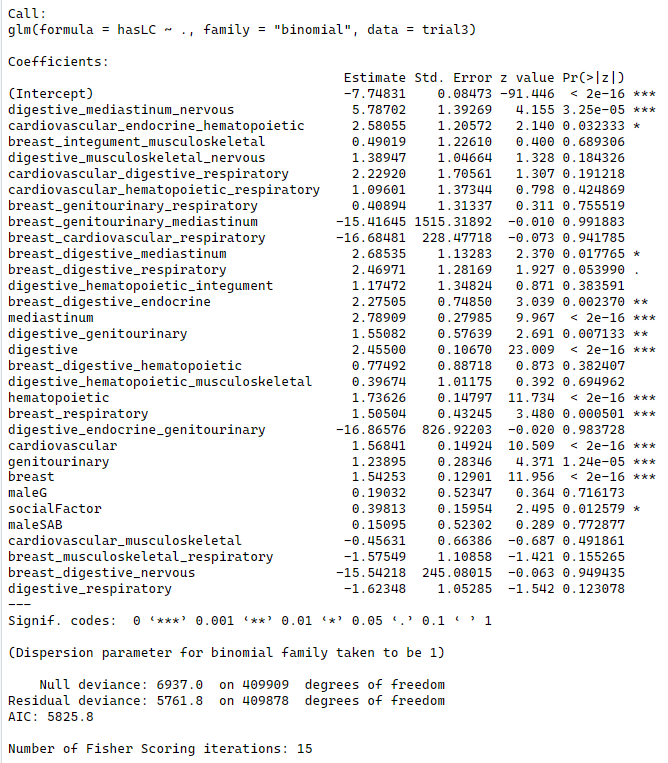 Call:
glm(formula = hasLC ~ ., family = "binomial", data = trial3)

Coefficients:
                                          Estimate Std. Error z value Pr(>|z|)
(Intercept)                               -7.74831    0.08473 -91.446  < 2e-16 ***
digestive_mediastinum_nervous              5.78702    1.39269   4.155 3.25e-05 ***
cardiovascular_endocrine_hematopoietic     2.58055    1.20572   2.140 0.032333 *
breast_integument_musculoskeletal          0.49019    1.22610   0.400 0.689306
digestive_musculoskeletal_nervous          1.38947    1.04664   1.328 0.184326
cardiovascular_digestive_respiratory       2.22920    1.70561   1.307 0.191218
cardiovascular_hematopoietic_respiratory   1.09601    1.37344   0.798 0.424869
breast_genitourinary_respiratory           0.40894    1.31337   0.311 0.755519
breast_genitourinary_mediastinum         -15.41645 1515.31892  -0.010 0.991883
breast_cardiovascular_respiratory        -16.68481  228.47718  -0.073 0.941785
breast_digestive_mediastinum               2.68535    1.13283   2.370 0.017765 *
breast_digestive_respiratory               2.46971    1.28169   1.927 0.053990 .
digestive_hematopoietic_integument         1.17472    1.34824   0.871 0.383591
breast_digestive_endocrine                 2.27505    0.74850   3.039 0.002370 **
mediastinum                                2.78909    0.27985   9.967  < 2e-16 ***
digestive_genitourinary                    1.55082    0.57639   2.691 0.007133 **
digestive                                  2.45500    0.10670  23.009  < 2e-16 ***
breast_digestive_hematopoietic             0.77492    0.88718   0.873 0.382407
digestive_hematopoietic_musculoskeletal    0.39674    1.01175   0.392 0.694962
hematopoietic                              1.73626    0.14797  11.734  < 2e-16 ***
breast_respiratory                         1.50504    0.43245   3.480 0.000501 ***
digestive_endocrine_genitourinary        -16.86576  826.92203  -0.020 0.983728
cardiovascular                             1.56841    0.14924  10.509  < 2e-16 ***
genitourinary                              1.23895    0.28346   4.371 1.24e-05 ***
breast                                     1.54253    0.12901  11.956  < 2e-16 ***
maleG                                      0.19032    0.52347   0.364 0.716173
socialFactor                               0.39813    0.15954   2.495 0.012579 *
maleSAB                                    0.15095    0.52302   0.289 0.772877
cardiovascular_musculoskeletal            -0.45631    0.66386  -0.687 0.491861
breast_musculoskeletal_respiratory        -1.57549    1.10858  -1.421 0.155265
breast_digestive_nervous                 -15.54218  245.08015  -0.063 0.949435
digestive_respiratory                     -1.62348    1.05285  -1.542 0.123078
---
Signif. codes:  0 ‘***’ 0.001 ‘**’ 0.01 ‘*’ 0.05 ‘.’ 0.1 ‘ ’ 1

(Dispersion parameter for binomial family taken to be 1)

    Null deviance: 6937.0  on 409909  degrees of freedom
Residual deviance: 5761.8  on 409878  degrees of freedom
AIC: 5825.8

Number of Fisher Scoring iterations: 15